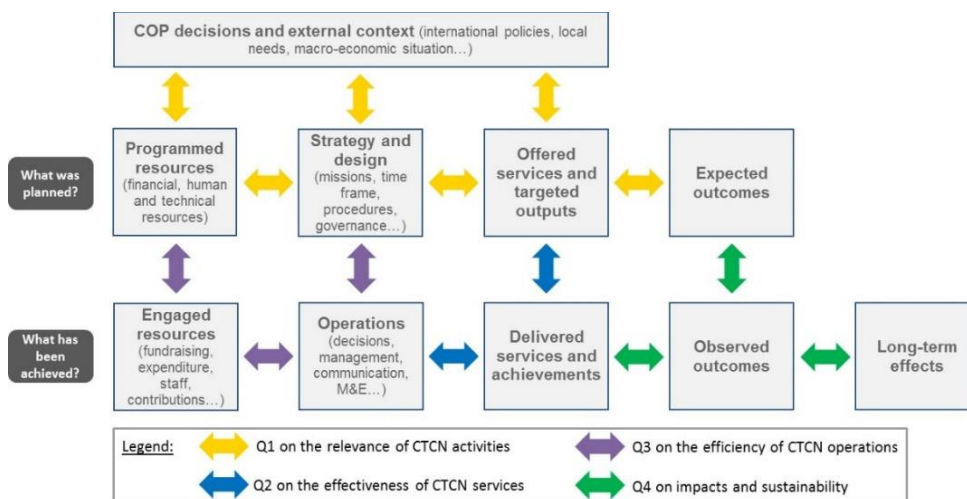 COP decisions and external context (international policies, local
needs, macro-economic situation…)
What was
planned?
Programmed
resources
(financial, human
and technical
resources)
Strategy and
design
(missions, time
frame,
procedures,
governance…)
Offered
services and
targeted
outputs
Expected
outcomes
What has
been
achieved?
Engaged
resources
(fundraising,
expenditure,
staff,
contributions…)
Operations
(decisions,
management,
communication,
M&E…)
Delivered
services and
achievements
Observed
outcomes
Long-term
effects
Legend:
Q1 on the relevance of CTCN activities
Q3 on the efficiency of CTCN operations
Q2 on the effectiveness of CTCN services
Q4 on impacts and sustainability